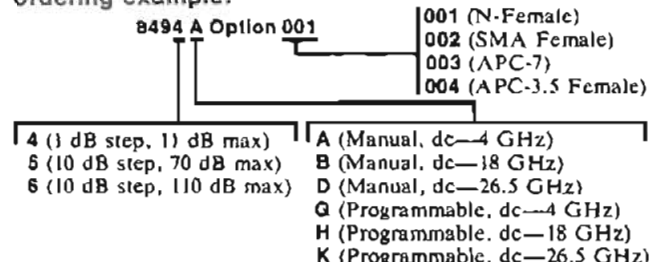 ordering example:
8494 A Option 001
001 (N-Female)
002 (SMA Female)
003 (APC-7)
004 (APC-3.5 Female)
4 (1 dB step, 11 dB max)
5 (10 dB step, 70 dB max)
6 (10 dB step, 110 dB max)
A (Manual, dc—4 GHz)
B (Manual, dc—18 GHz)
D (Manual, dc—26.5 GHz)
G (Programmable, dc—4 GHz)
H (Programmable. dc—18 GHz)
K (Programmable, dc—26.5 GHz)